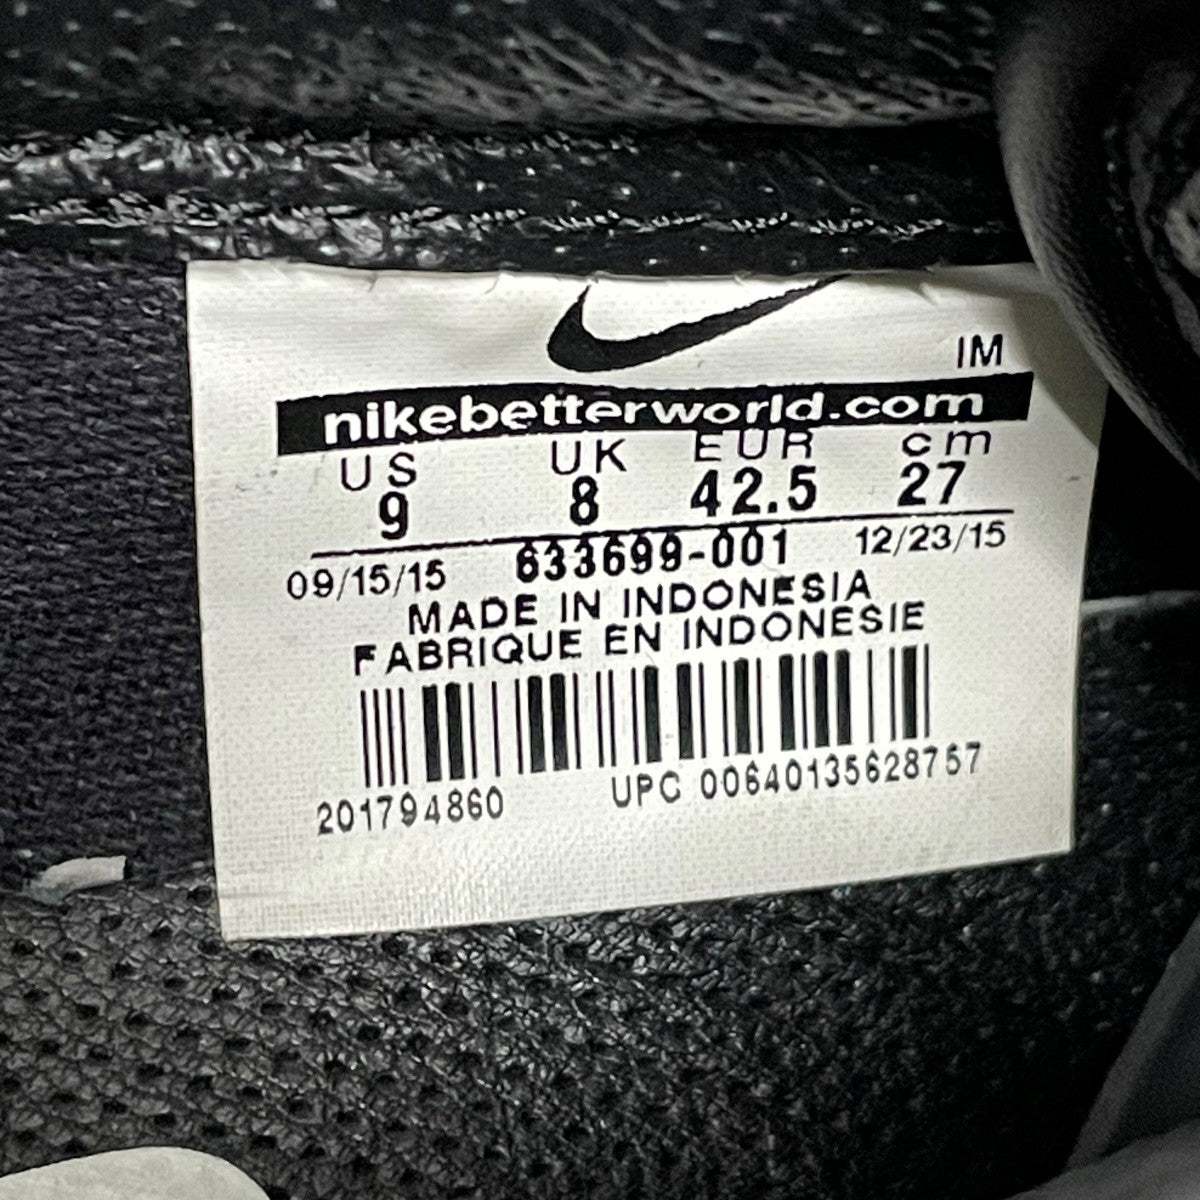 IM
nikebetterworld.com
US UK EUR cm
9 8 42.5 27
09/15/15 633699-001 12/23/15
MADE IN INDONESIA
FABRIQUE EN INDONESIE
201794860 UPC 00640135628757